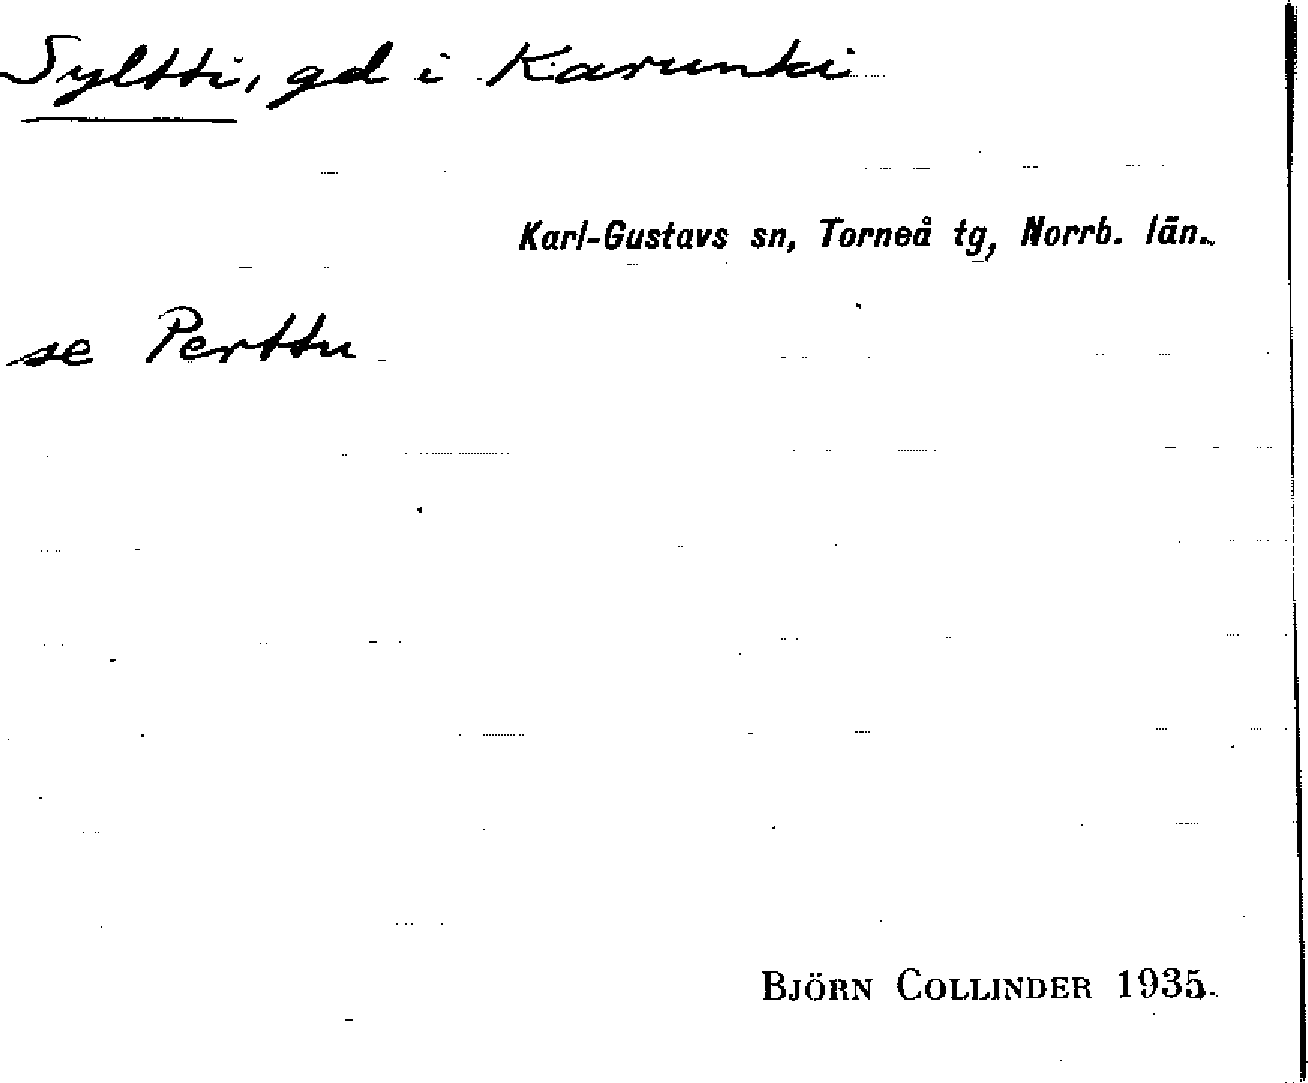 Syltti, gd i Karunki
Karl-Gustavs sn, Torneå tg, Norrb. län.
se Perttu
BJÖRN COLLINDER 1935.